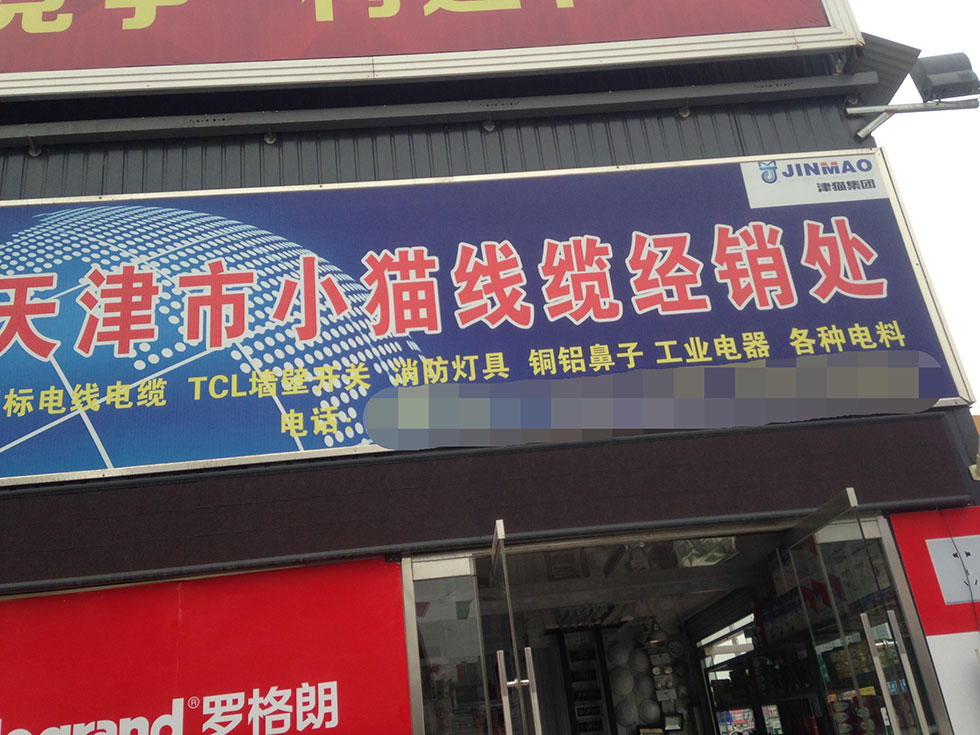 JINMAO
津猫集团
天津市小猫线缆经销处
标电线电缆 TCL墙壁开关 消防灯具 铜铝鼻子 工业电器 各种电料
电话
legrand®罗格朗